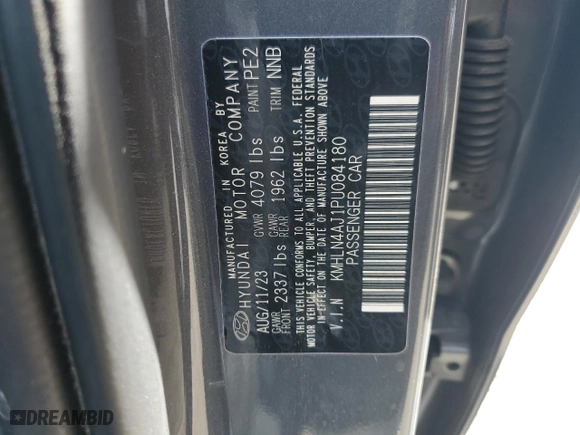 MANUFACTURED IN KOREA BY
HYUNDAI MOTOR COMPANY
AUG/11/23 GVWR 4079 lbs PAINT PE2
GAWR FRONT 2337 lbs GAWR REAR 1962 lbs TRIM NNB
THIS VEHICLE CONFORMS TO ALL APPLICABLE U.S.A. FEDERAL
MOTOR VEHICLE SAFETY, BUMPER, AND THEFT PREVENTION STANDARDS
IN EFFECT ON THE DATE OF MANUFACTURE SHOWN ABOVE
V.I.N KMHLN4AJ1PU084180
PASSENGER CAR
DREAMBID